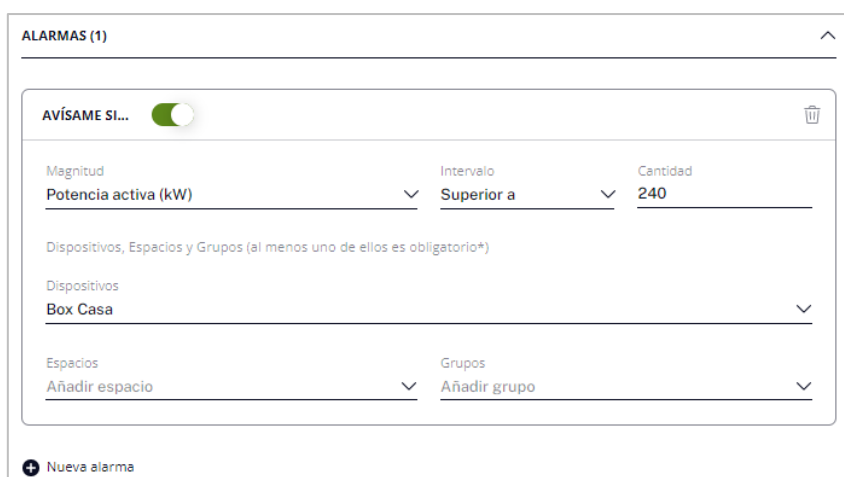 ALARMAS (1)
AVÍSAME SI...
Magnitud Intervalo Cantidad
Potencia activa (kW) Superior a 240
Dispositivos, Espacios y Grupos (al menos uno de ellos es obligatorio*)
Dispositivos
Box Casa
Espacios Grupos
Añadir espacio Añadir grupo
Nueva alarma